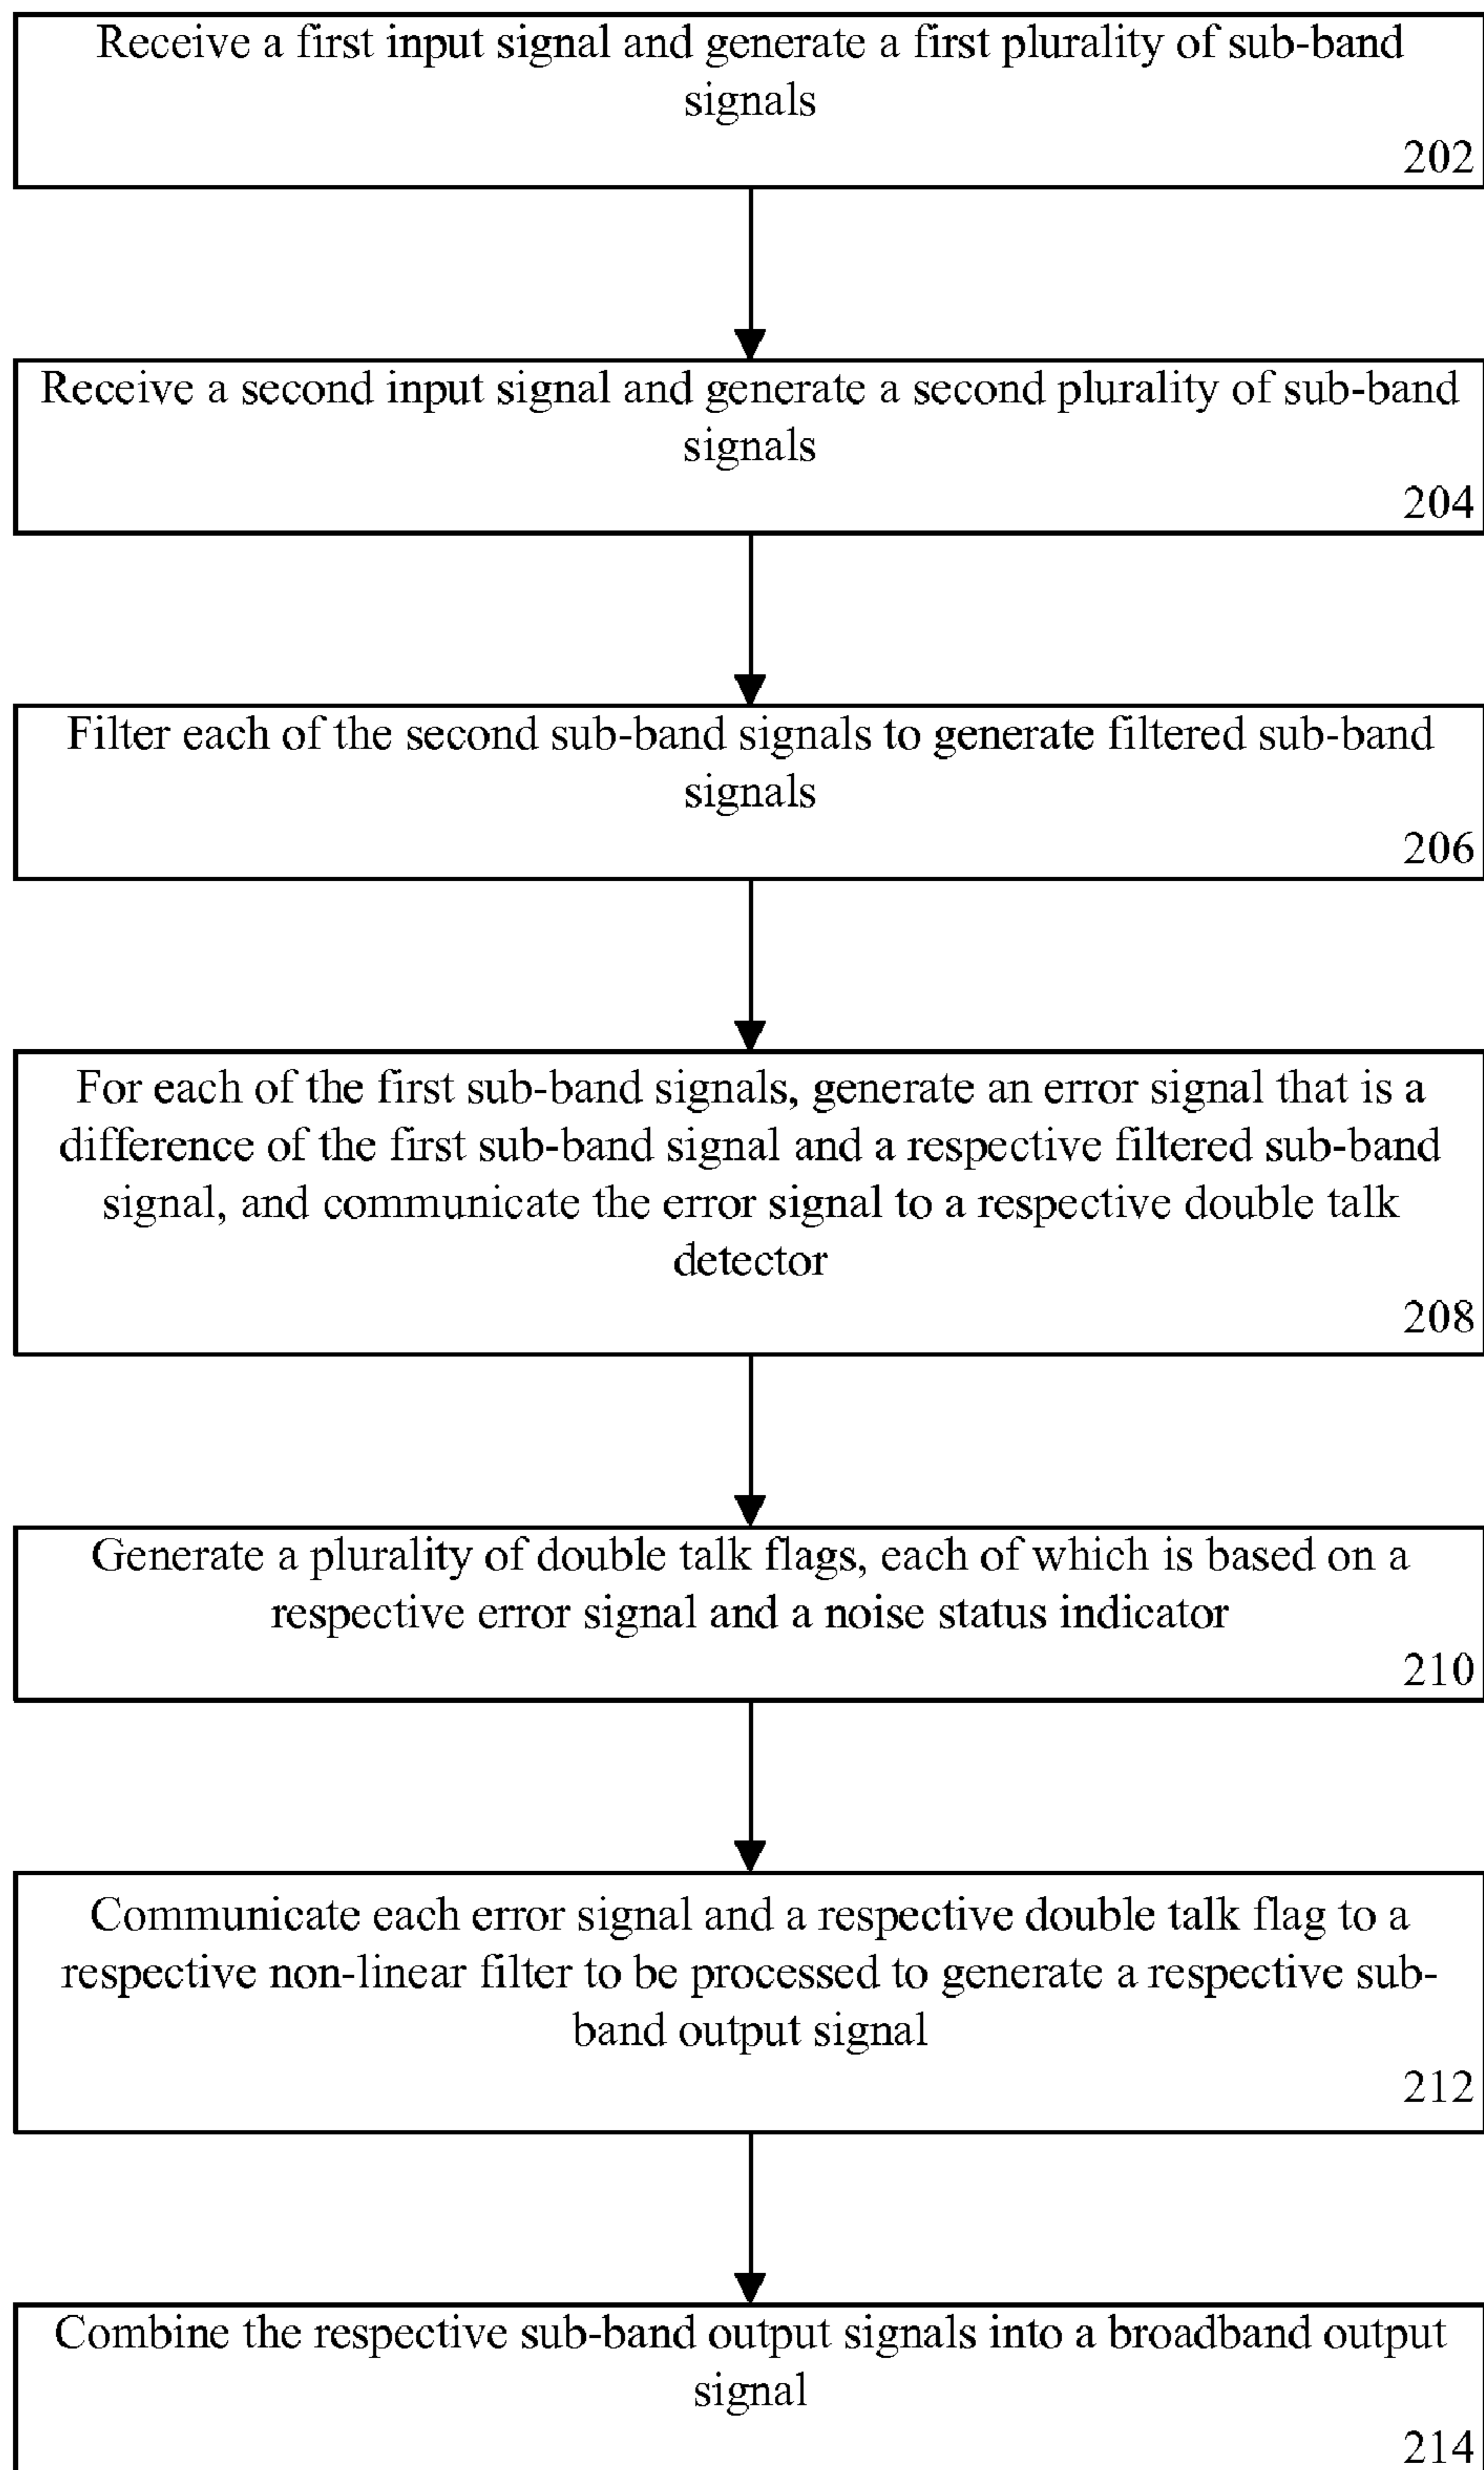 Receive a first input signal and generate a first plurality of sub-band
signals
202
Receive a second input signal and generate a second plurality of sub-band
signals
204
Filter each of the second sub-band signals to generate filtered sub-band
signals
206
For each of the first sub-band signals, generate an error signal that is a
difference of the first sub-band signal and a respective filtered sub-band
signal, and communicate the error signal to a respective double talk
detector
208
Generate a plurality of double talk flags, each of which is based on a
respective error signal and a noise status indicator
210
Communicate each error signal and a respective double talk flag to a
respective non-linear filter to be processed to generate a respective sub-
band output signal
212
Combine the respective sub-band output signals into a broadband output
signal
214